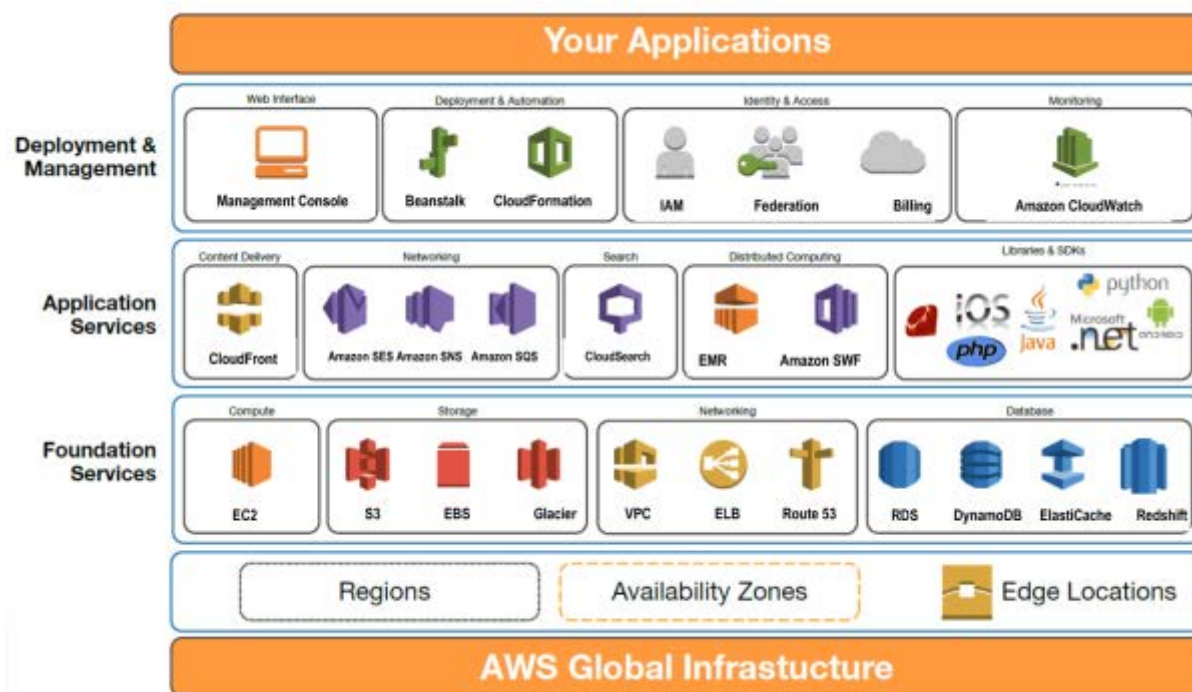 Your Applications
Deployment &
Management
Web Interface
Management Console
Deployment & Automation
Beanstalk CloudFormation
Identity & Access
IAM Federation Billing
Monitoring
Amazon CloudWatch
Application
Services
Content Delivery
CloudFront
Networking
Amazon SES Amazon SNS Amazon SQS
Search
CloudSearch
Distributed Computing
EMR Amazon SWF
Libraries & SDKs
python
iOS
Java
Microsoft
.net
ANDROID
php
Foundation
Services
Compute
EC2
Storage
S3 EBS Glacier
Networking
VPC ELB Route 53
Database
RDS DynamoDB ElastiCache Redshift
Regions
Availability Zones
Edge Locations
AWS Global Infrastucture